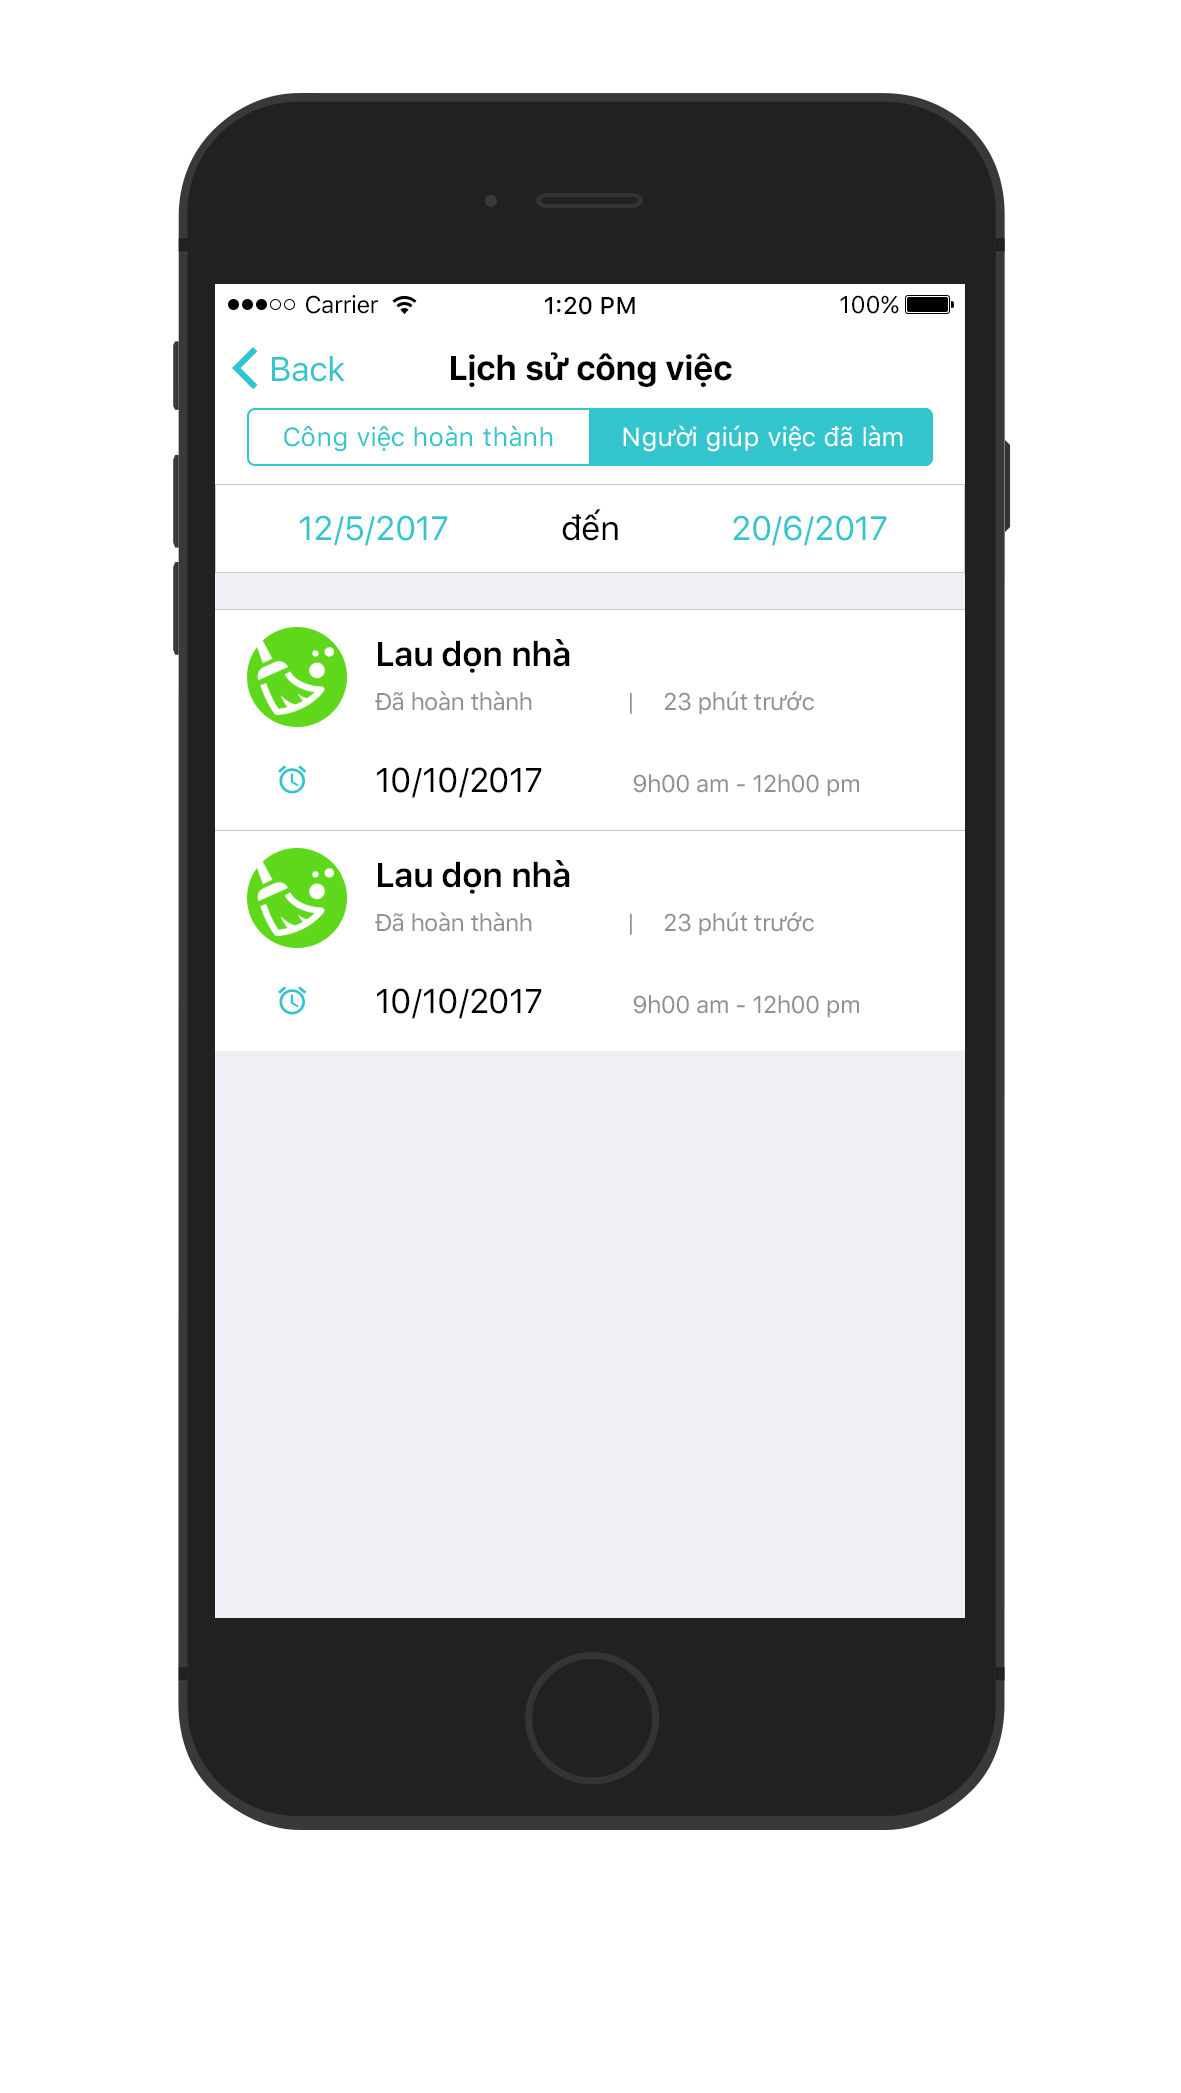 Carrier 1:20 PM 100%
Back Lịch sử công việc
Công việc hoàn thành Người giúp việc đã làm
12/5/2017 đến 20/6/2017
Lau dọn nhà
Đã hoàn thành | 23 phút trước
10/10/2017 9h00 am - 12h00 pm
Lau dọn nhà
Đã hoàn thành | 23 phút trước
10/10/2017 9h00 am - 12h00 pm